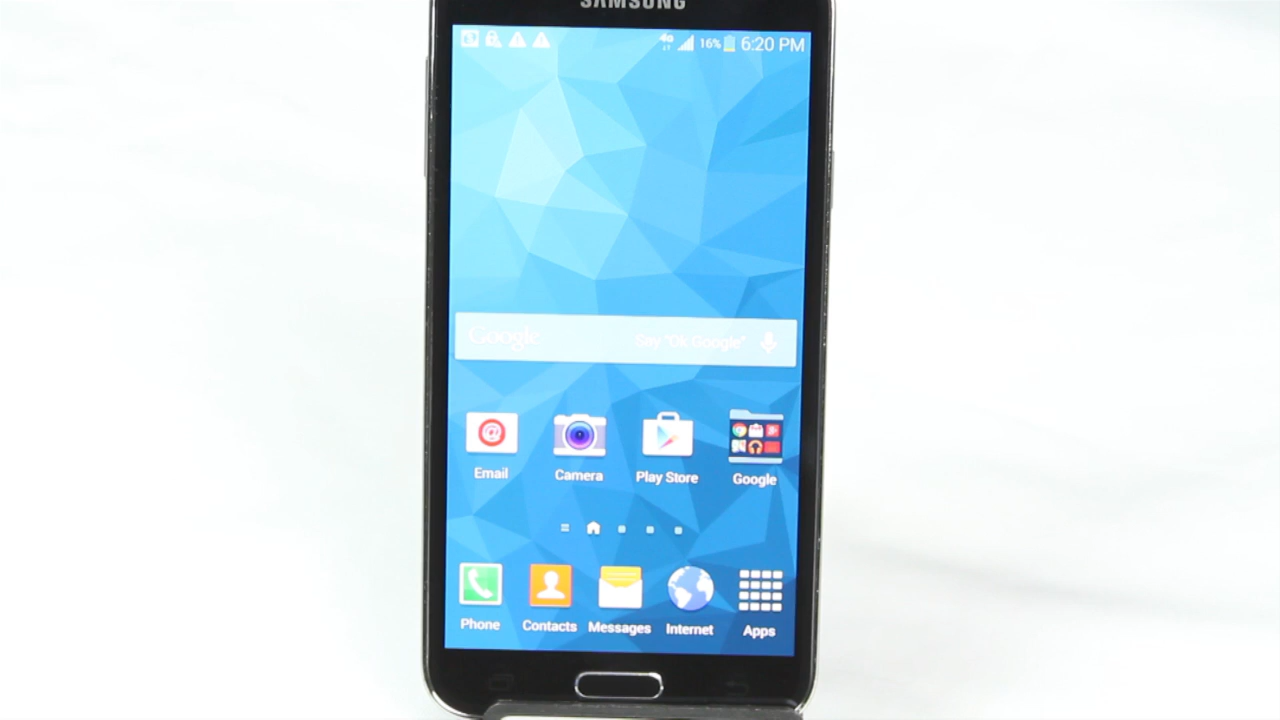 SAMSUNG
4G 16% 6:20 PM
Google Say "Ok Google"
Email Camera Play Store Google
Phone Contacts Messages Internet Apps